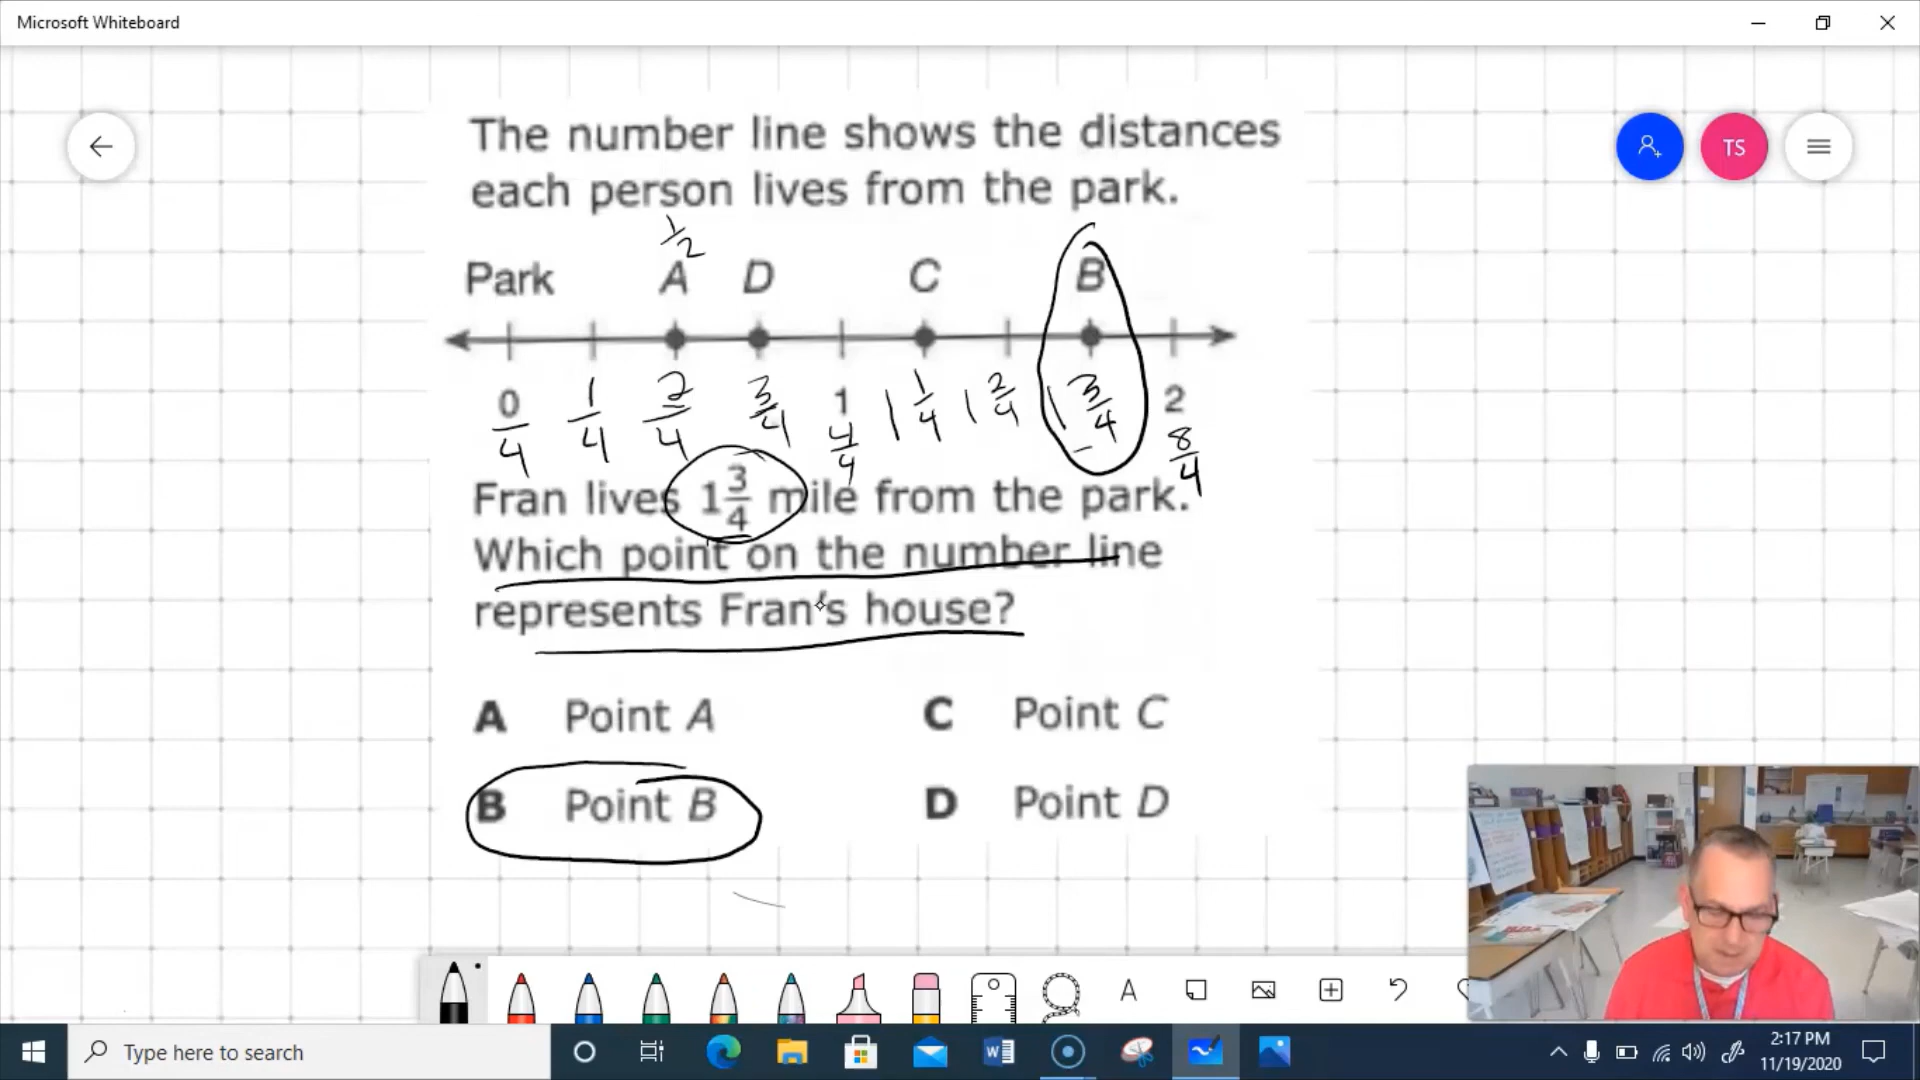 Microsoft Whiteboard
TS
The number line shows the distances
each person lives from the park.
1/2
Park A D C B
0 1 2
0/4 1/4 2/4 3/4 4/4 1 1/4 1 2/4 1 3/4 8/4
Fran lives 1 3/4 mile from the park.
Which point on the number line
represents Fran's house?
A Point A
C Point C
B Point B
D Point D
A
Type here to search
2:17 PM
11/19/2020